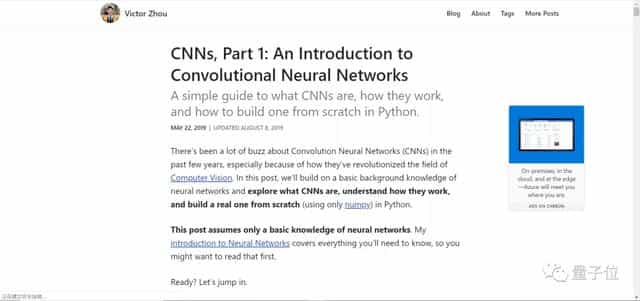 Victor Zhou
Blog About Tags More Posts
CNNs, Part 1: An Introduction to
Convolutional Neural Networks
A simple guide to what CNNs are, how they work,
and how to build one from scratch in Python.
MAY 22, 2019 | UPDATED AUGUST 8, 2019
There's been a lot of buzz about Convolution Neural Networks (CNNs) in the
past few years, especially because of how they've revolutionized the field of
Computer Vision. In this post, we'll build on a basic background knowledge of
neural networks and explore what CNNs are, understand how they work,
and build a real one from scratch (using only numpy) in Python.
This post assumes only a basic knowledge of neural networks. My
introduction to Neural Networks covers everything you'll need to know, so you
might want to read that first.
Ready? Let's jump in.
On-premises, in the
cloud, and at the edge
—Azure will meet you
where you are.
ADS VIA CARBON
量子位